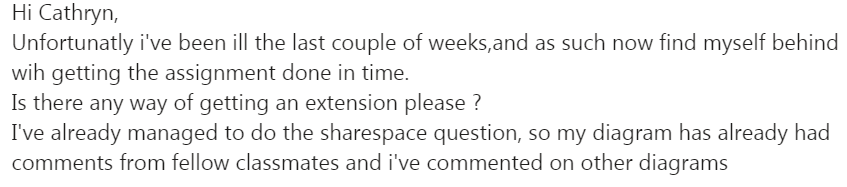 Hi Cathryn,
Unfortunatly i've been ill the last couple of weeks,and as such now find myself behind
wih getting the assignment done in time.
Is there any way of getting an extension please ?
I've already managed to do the sharespace question, so my diagram has already had
comments from fellow classmates and i've commented on other diagrams